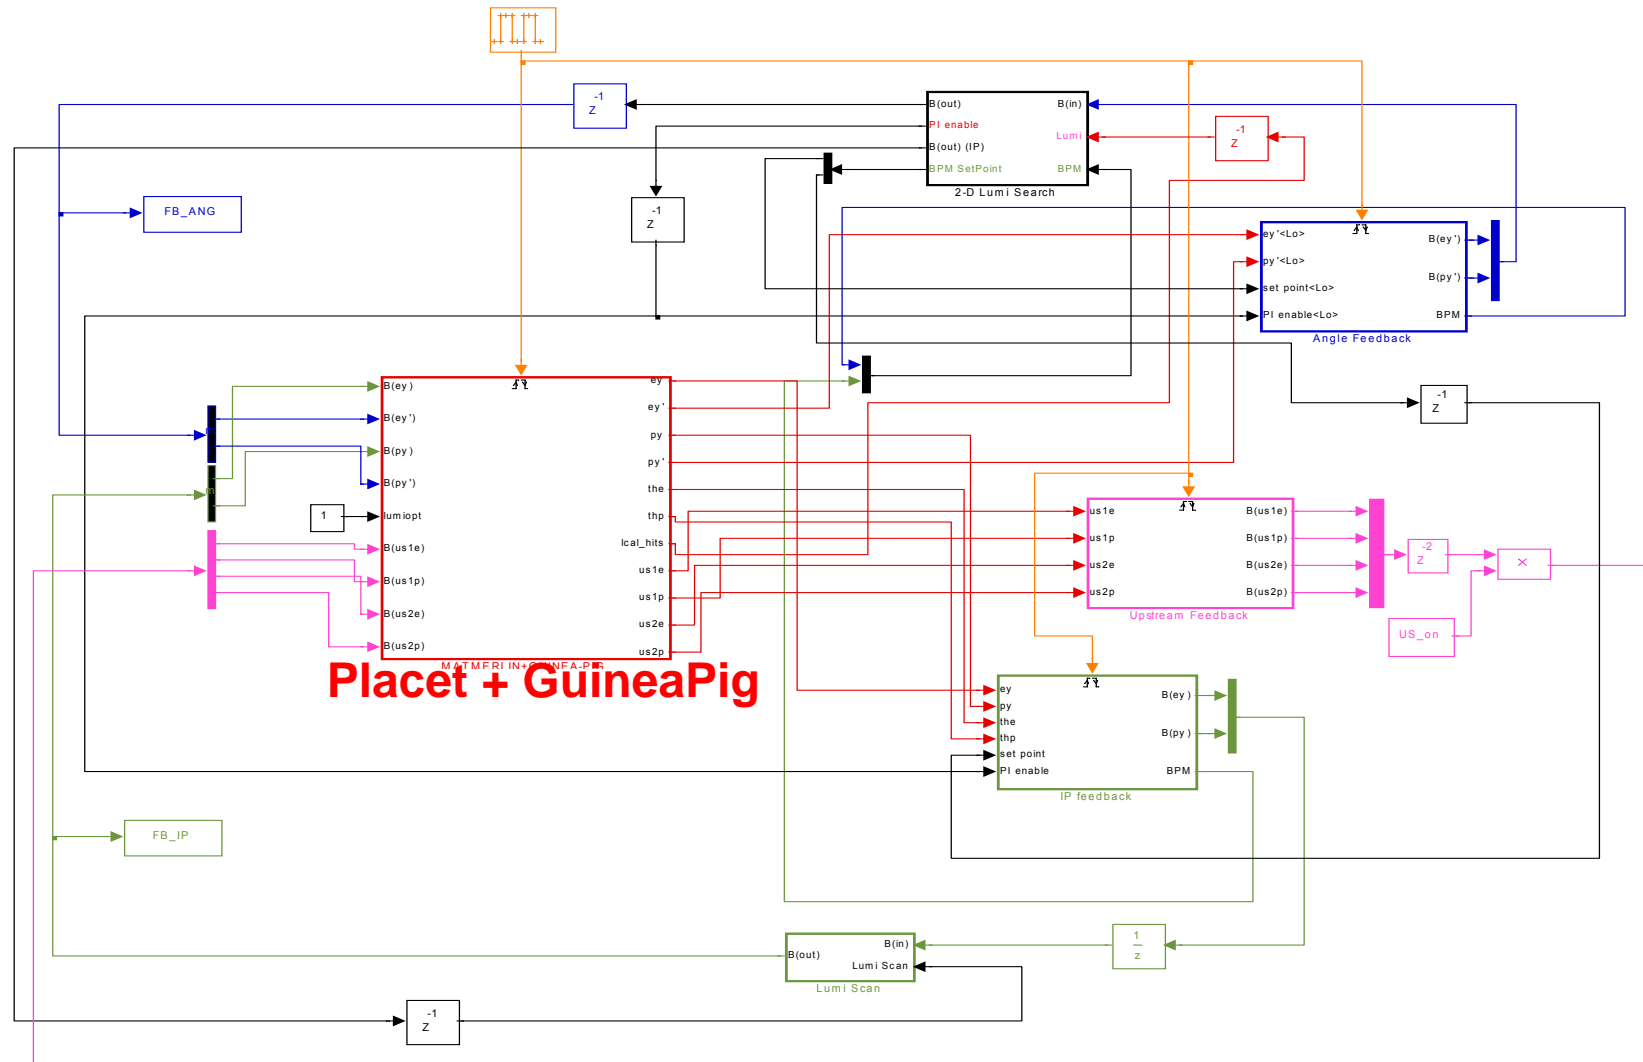 -1
Z
B(out)
B(in)
PI enable
Lumi
B(out) (IP)
BPM SetPoint
BPM
2-D Lumi Search
-1
Z
FB_ANG
-1
Z
ey'<Lo>
py'<Lo>
set point<Lo>
PI enable<Lo>
B(ey')
B(py')
BPM
Angle Feedback
-1
Z
B(ey)
B(ey')
B(py)
B(py')
lumiopt
B(us1e)
B(us1p)
B(us2e)
B(us2p)
ey
ey'
py
py'
the
thp
lcal_hits
us1e
us1p
us2e
us2p
1
Placet + GuineaPig
us1e
us1p
us2e
us2p
B(us1e)
B(us1p)
B(us2e)
B(us2p)
Upstream Feedback
-2
Z
×
US_on
ey
py
the
thp
set point
PI enable
B(ey)
B(py)
BPM
IP feedback
FB_IP
B(out)
B(in)
Lumi Scan
Lumi Scan
1
z
-1
Z